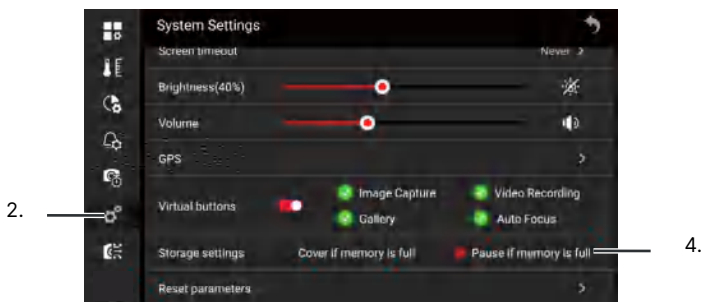 System Settings
Screen timeout Never >
Brightness(40%)
Volume
GPS >
Virtual buttons Image Capture Video Recording
Gallery Auto Focus
2.
Storage settings Cover if memory is full Pause if memory is full
4.
Reset parameters >